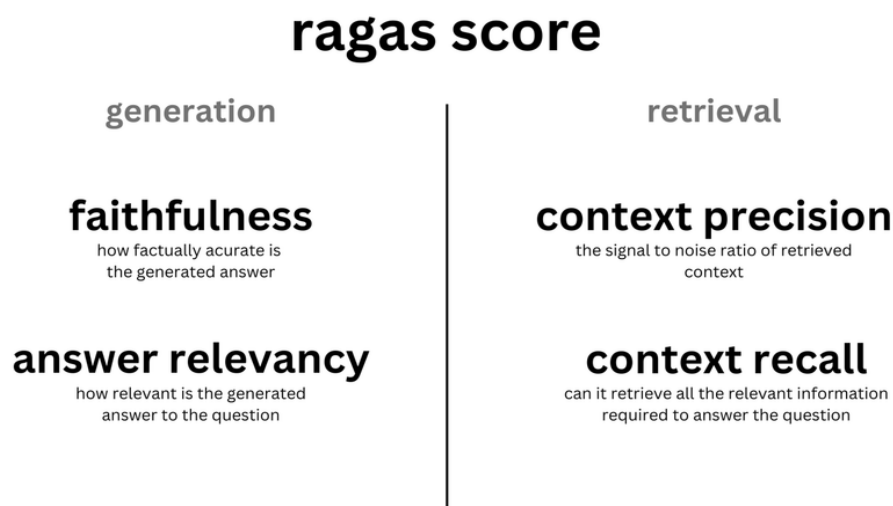 ragas score
generation
faithfulness
how factually acurate is
the generated answer
answer relevancy
how relevant is the generated
answer to the question
retrieval
context precision
the signal to noise ratio of retrieved
context
context recall
can it retrieve all the relevant information
required to answer the question